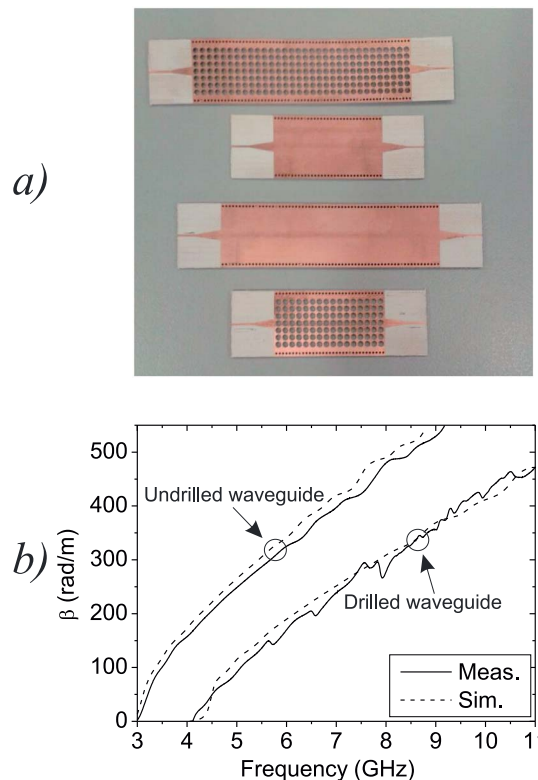 a)
b)
β (rad/m)
500
400
300
200
100
0
Undrilled waveguide
Drilled waveguide
Meas.
Sim.
3 4 5 6 7 8 9 10 11
Frequency (GHz)